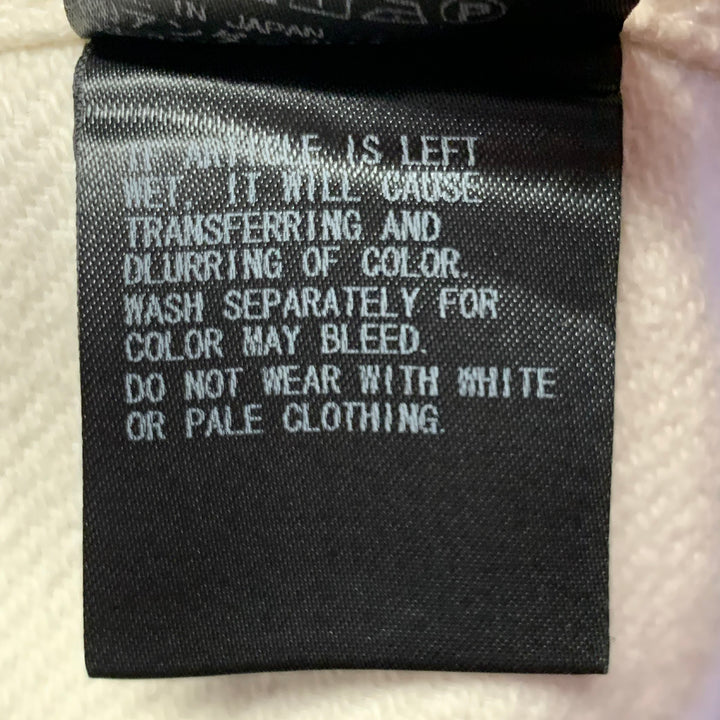 IN JAPAN
P
IF ARTICLE IS LEFT
WET, IT WILL CAUSE
TRANSFERRING AND
DLURRING OF COLOR.
WASH SEPARATELY FOR
COLOR MAY BLEED.
DO NOT WEAR WITH WHITE
OR PALE CLOTHING.